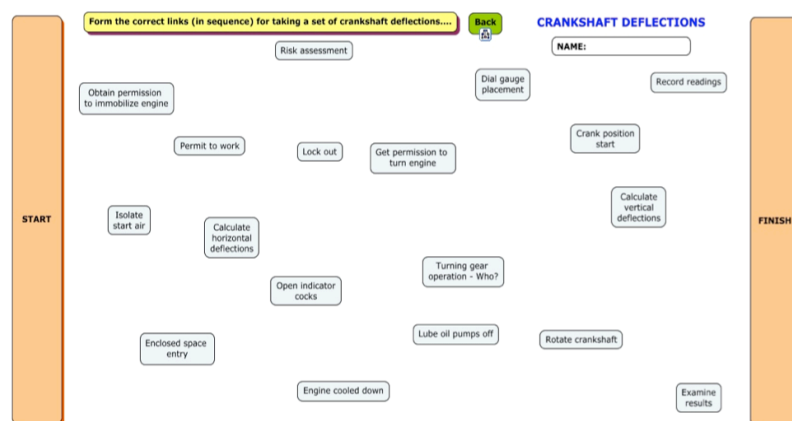 Form the correct links (in sequence) for taking a set of crankshaft deflections....
Back
CRANKSHAFT DEFLECTIONS
NAME:
Risk assessment
Dial gauge
placement
Record readings
Obtain permission
to immobilize engine
Permit to work
Lock out
Get permission to
turn engine
Crank position
start
START
Isolate
start air
Calculate
horizontal
deflections
Calculate
vertical
deflections
FINISH
Turning gear
operation - Who?
Open indicator
cocks
Enclosed space
entry
Lube oil pumps off
Rotate crankshaft
Engine cooled down
Examine
results